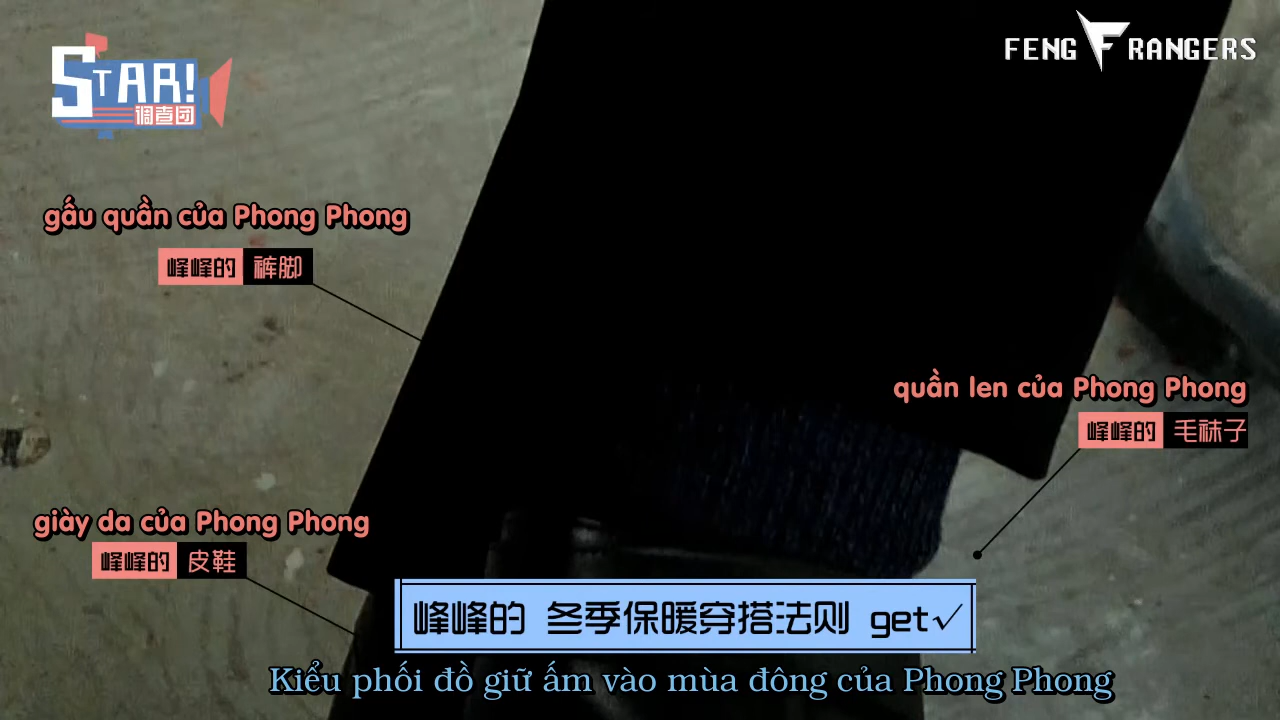 STAR!
调查团
FENG F RANGERS
gấu quần của Phong Phong
峰峰的 裤脚
quần len của Phong Phong
峰峰的 毛袜子
giày da của Phong Phong
峰峰的 皮鞋
峰峰的 冬季保暖穿搭法则 get√
Kiểu phối đồ giữ ấm vào mùa đông của Phong Phong